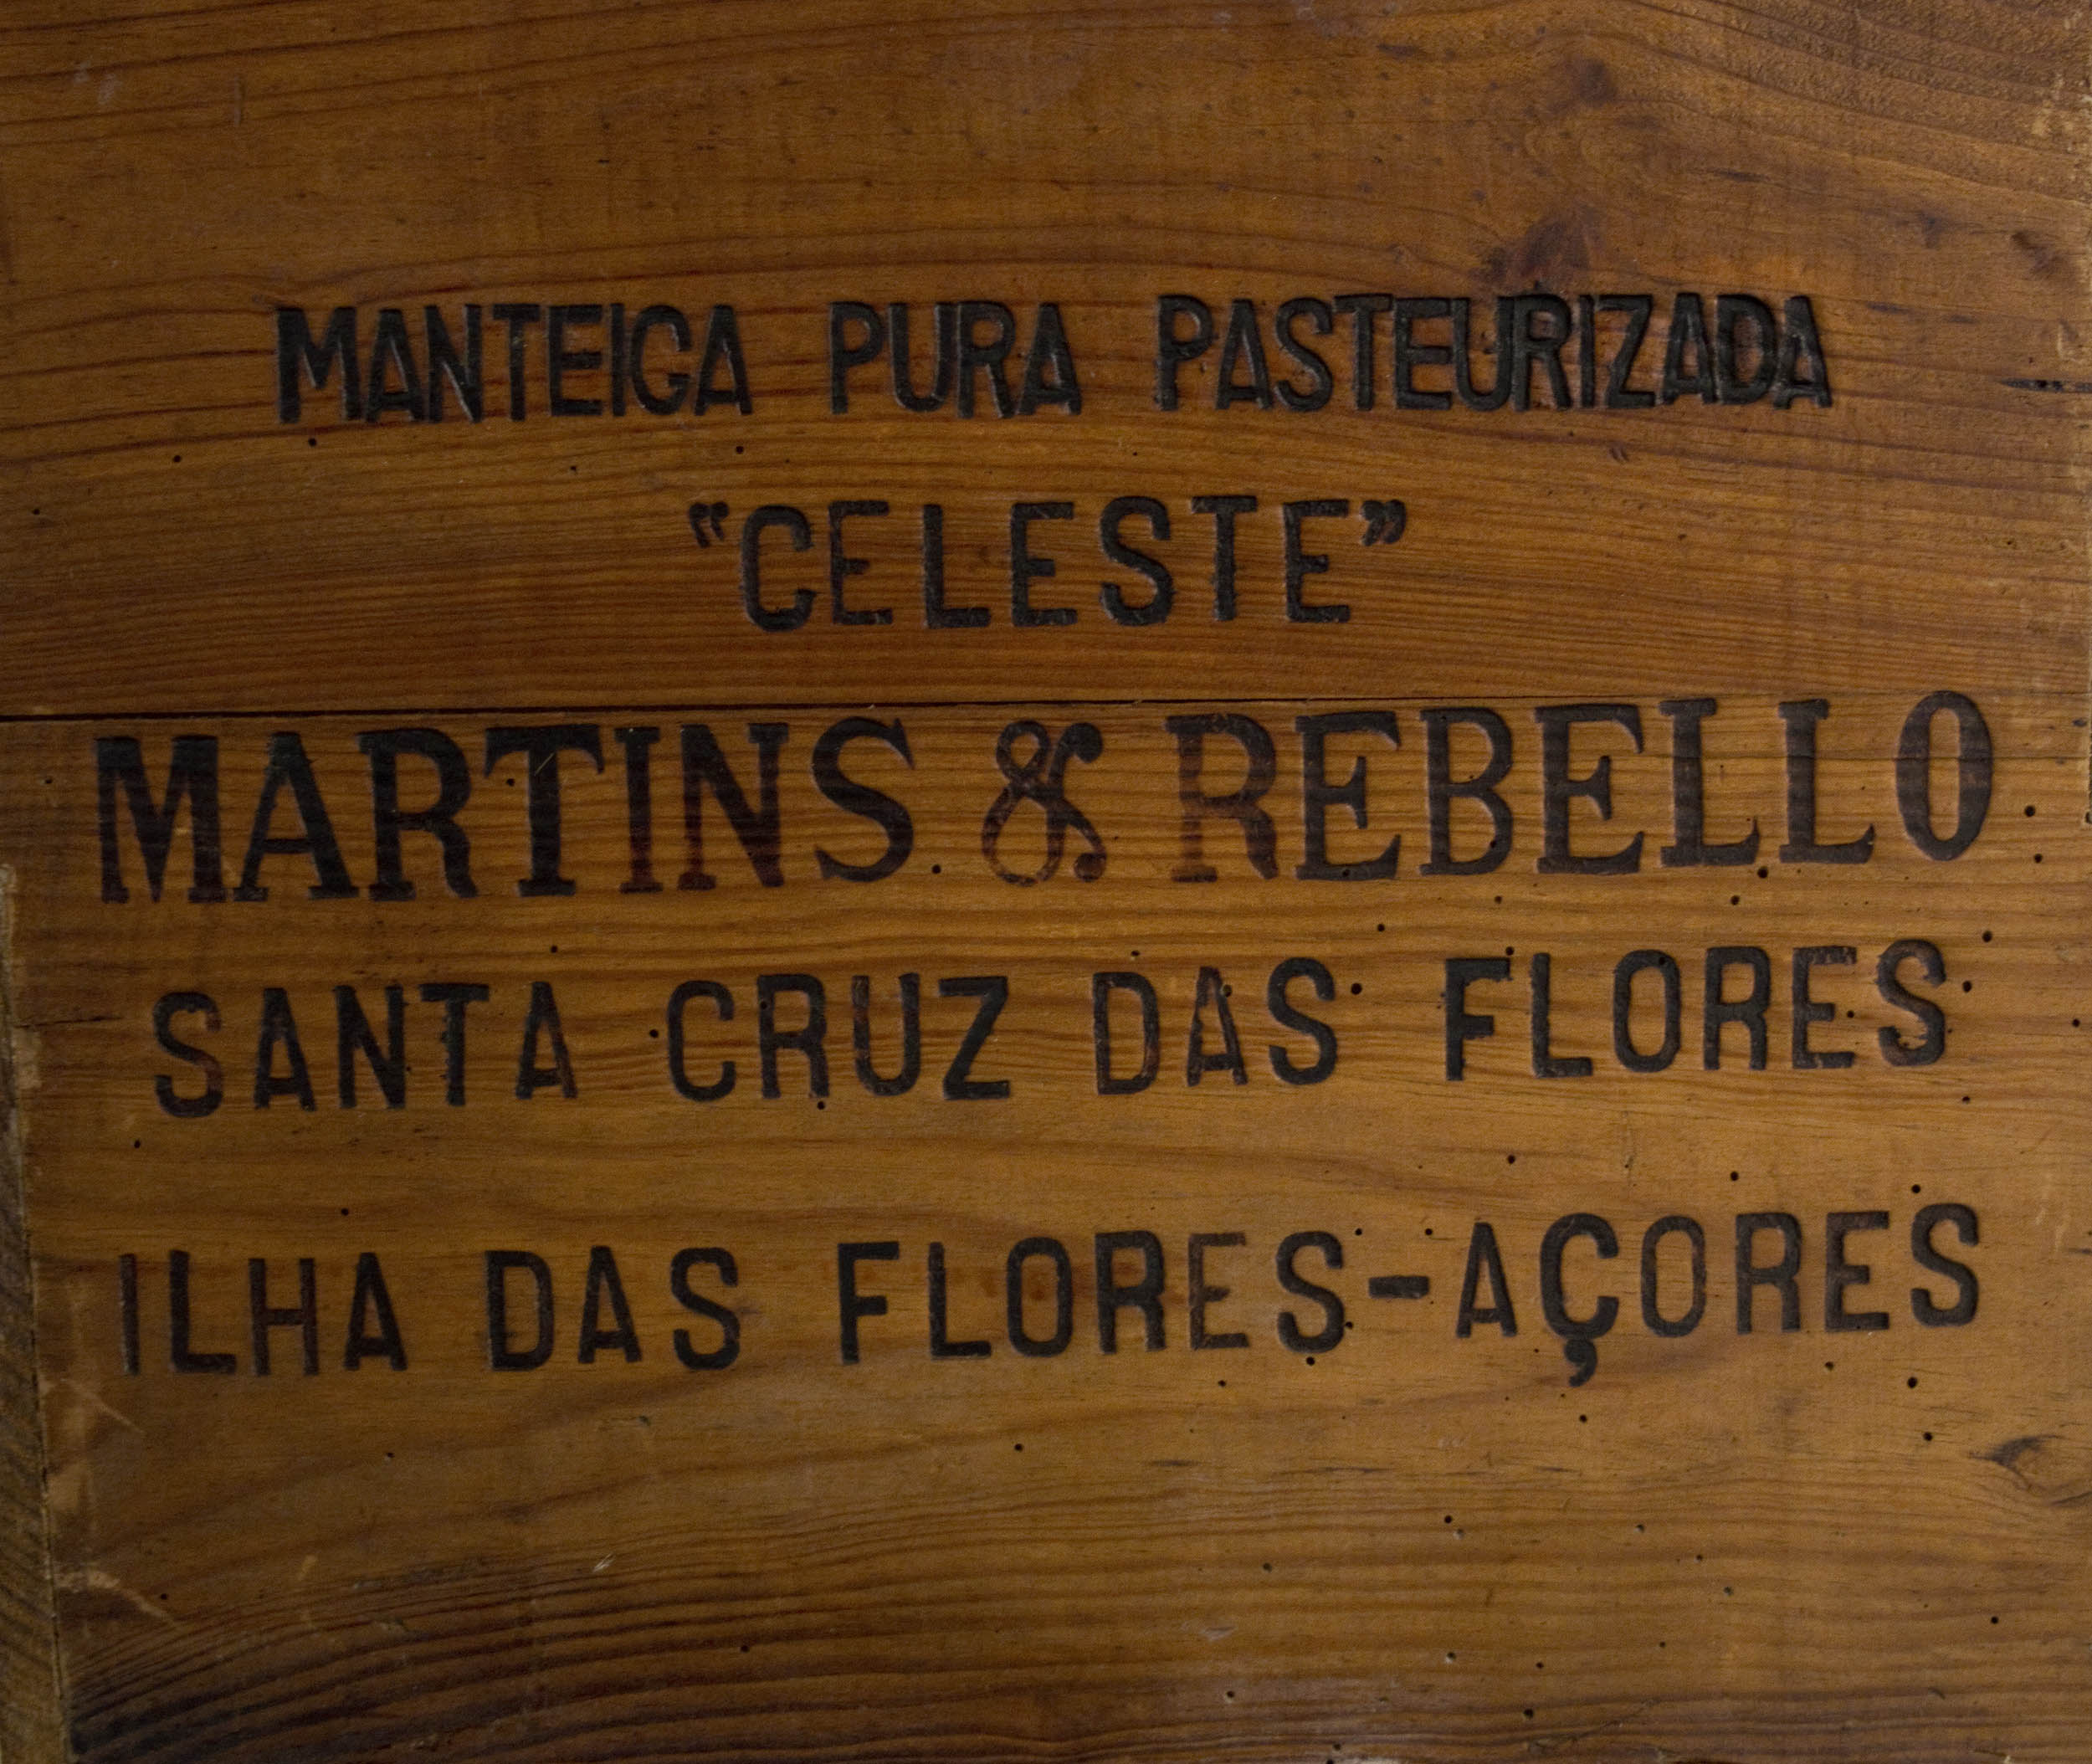 MANTEIGA PURA PASTEURIZADA
"CELESTE"
MARTINS & REBELLO
SANTA CRUZ DAS FLORES
ILHA DAS FLORES-AÇORES